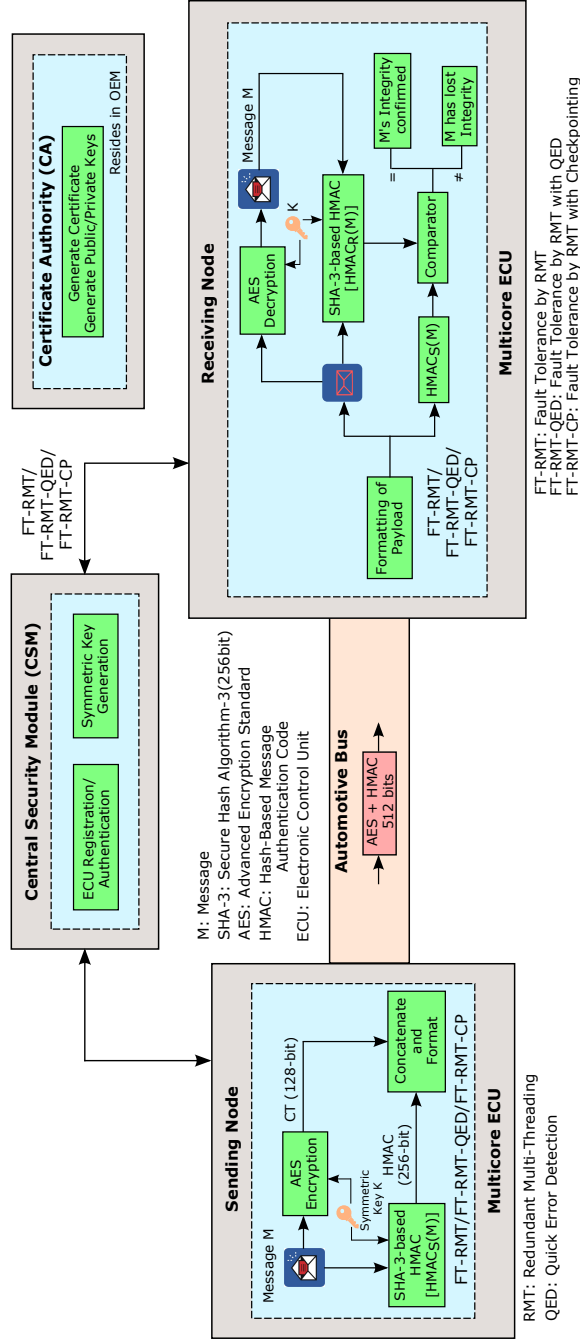 Central Security Module (CSM)
ECU Registration/
Authentication
Symmetric Key
Generation
FT-RMT/
FT-RMT-QED/
FT-RMT-CP
Certificate Authority (CA)
Generate Certificate
Generate Public/Private Keys
Resides in OEM
M: Message
SHA-3: Secure Hash Algorithm-3(256bit)
AES: Advanced Encryption Standard
HMAC: Hash-Based Message
Authentication Code
ECU: Electronic Control Unit
Sending Node
Message M
AES
Encryption
CT (128-bit)
Symmetric
Key K
SHA-3-based
HMAC
[HMACS(M)]
HMAC
(256-bit)
Concatenate
and
Format
FT-RMT/FT-RMT-QED/FT-RMT-CP
Multicore ECU
RMT: Redundant Multi-Threading
QED: Quick Error Detection
Automotive Bus
AES + HMAC
512 bits
Receiving Node
Formatting of
Payload
FT-RMT/
FT-RMT-QED/
FT-RMT-CP
AES
Decryption
Message M
K
SHA-3-based HMAC
[HMACR(M)]
HMACS(M)
Comparator
=
≠
M's Integrity
confirmed
M has lost
Integrity
Multicore ECU
FT-RMT: Fault Tolerance by RMT
FT-RMT-QED: Fault Tolerance by RMT with QED
FT-RMT-CP: Fault Tolerance by RMT with Checkpointing